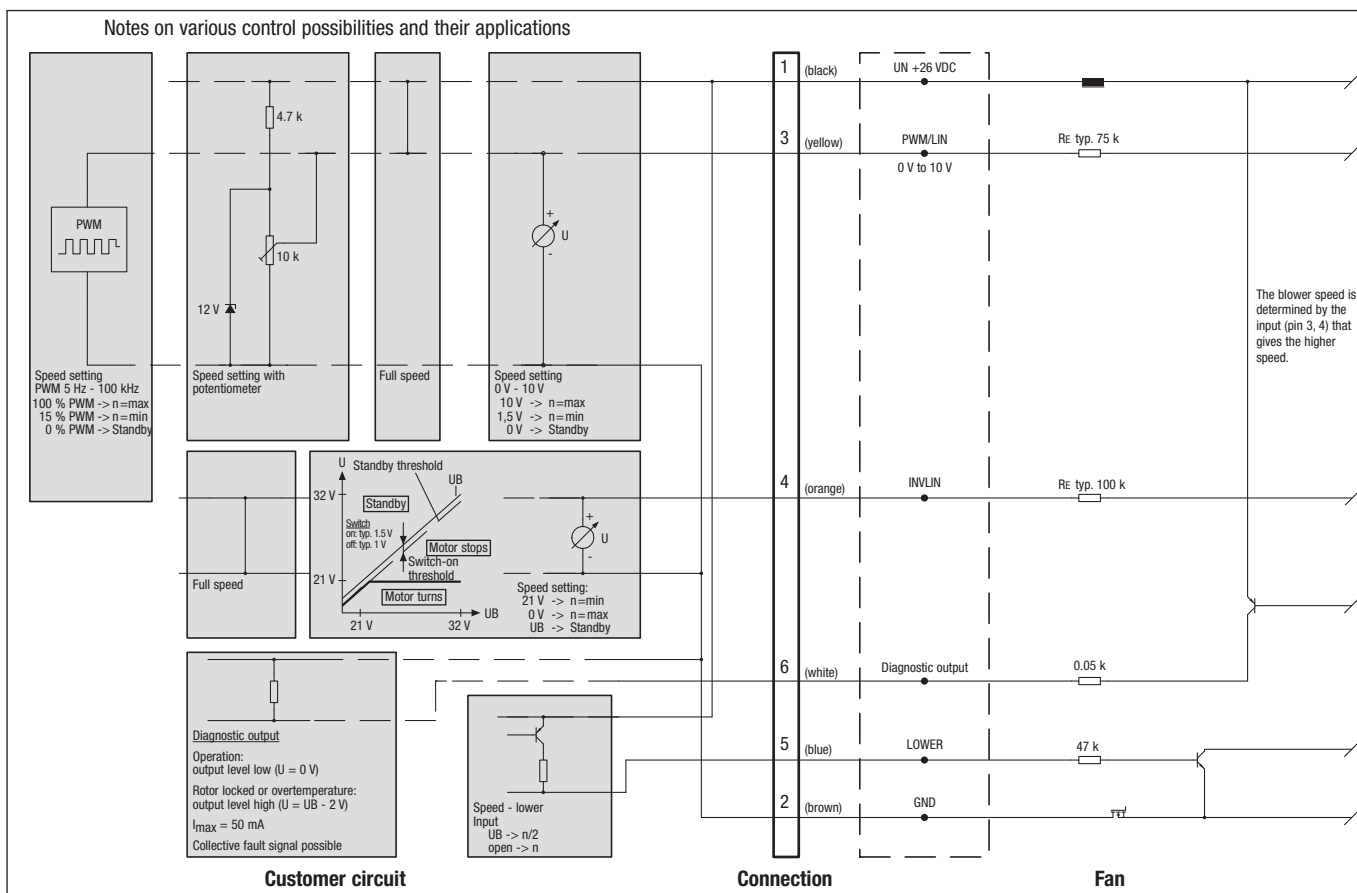 Notes on various control possibilities and their applications
1 (black) UN +26 VDC
4.7 k
3 (yellow) PWM/LIN RE typ. 75 k
0 V to 10 V
PWM
10 k
+
U
-
12 V
The blower speed is
determined by the
input (pin 3, 4) that
gives the higher
speed.
Speed setting
PWM 5 Hz - 100 kHz
100 % PWM -> n=max
15 % PWM -> n=min
0 % PWM -> Standby
Speed setting with
potentiometer
Full speed
Speed setting
0 V - 10 V
10 V -> n=max
1,5 V -> n=min
0 V -> Standby
4 (orange) INVLIN RE typ. 100 k
Full speed
U
Standby threshold
UB
32 V
Standby
Switch
on: typ. 1.5 V
off: typ. 1 V
Motor stops
Switch-on
threshold
21 V
Motor turns
UB
21 V 32 V
+
U
-
Speed setting:
21 V -> n=min
0 V -> n=max
UB -> Standby
6 (white) Diagnostic output 0.05 k
Diagnostic output
Operation:
output level low (U = 0 V)
Rotor locked or overtemperature:
output level high (U = UB - 2 V)
Imax = 50 mA
Collective fault signal possible
5 (blue) LOWER 47 k
Speed - lower
Input
UB -> n/2
open -> n
2 (brown) GND
Customer circuit Connection Fan